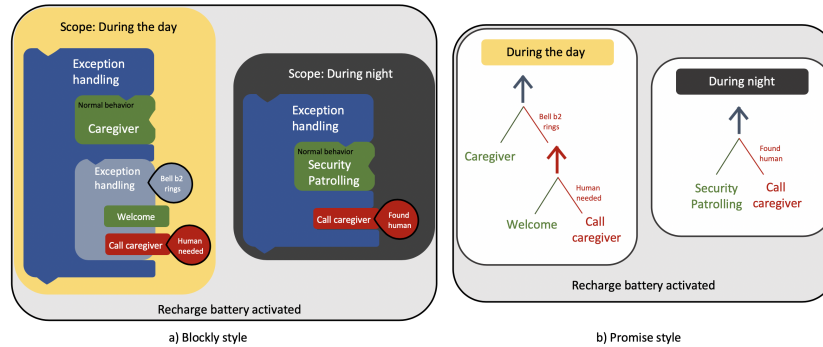 Scope: During the day
Exception
handling
Normal behavior
Caregiver
Exception
handling
Bell b2
rings
Welcome
Call caregiver
Human
needed
Scope: During night
Exception
handling
Normal behavior
Security
Patrolling
Call caregiver
Found
human
Recharge battery activated
a) Blockly style
During the day
Bell b2
rings
Caregiver
Human
needed
Welcome
Call
caregiver
During night
Found
human
Security
Patrolling
Call
caregiver
Recharge battery activated
b) Promise style